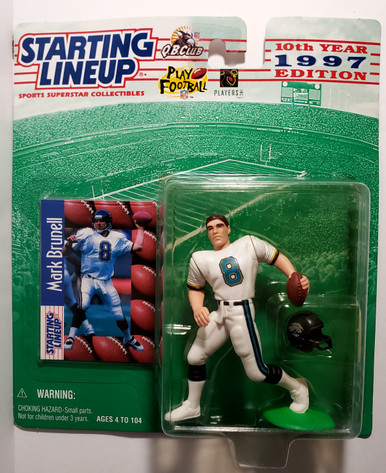 STARTING
LINEUP
SPORTS SUPERSTAR COLLECTIBLES
Q.B.CLUB
PLAY
FOOTBALL
NFL
PLAYERS
10TH YEAR
1997
EDITION
Mark Brunell
8
STARTING
LINEUP
8
WARNING:
CHOKING HAZARD-Small parts.
Not for children under 3 years.
AGES 4 TO 104